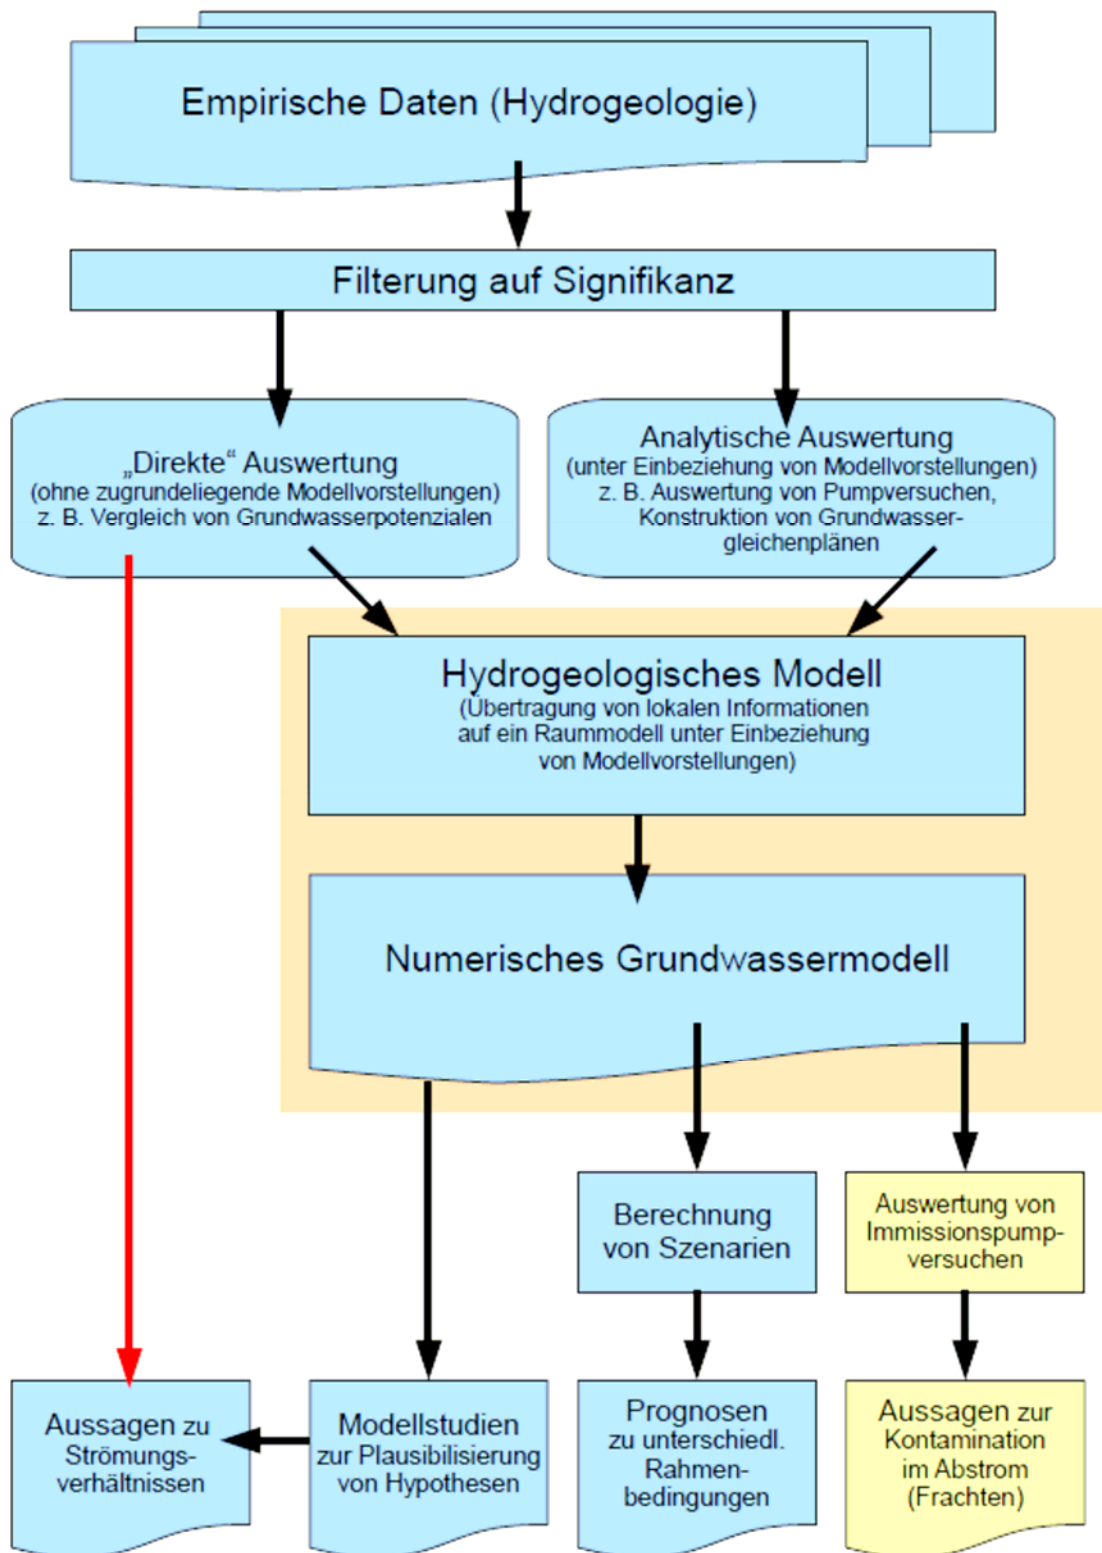 Empirische Daten (Hydrogeologie)
Filterung auf Signifikanz
„Direkte“ Auswertung
(ohne zugrundeliegende Modellvorstellungen)
z. B. Vergleich von Grundwasserpotenzialen
Analytische Auswertung
(unter Einbeziehung von Modellvorstellungen)
z. B. Auswertung von Pumpversuchen,
Konstruktion von Grundwasser-
gleichenplänen
Hydrogeologisches Modell
(Übertragung von lokalen Informationen
auf ein Raummodell unter Einbeziehung
von Modellvorstellungen)
Numerisches Grundwassermodell
Berechnung
von Szenarien
Auswertung von
Immissionspump-
versuchen
Aussagen zu
Strömungs-
verhältnissen
Modellstudien
zur Plausibilisierung
von Hypothesen
Prognosen
zu unterschiedl.
Rahmen-
bedingungen
Aussagen zur
Kontamination
im Abstrom
(Frachten)